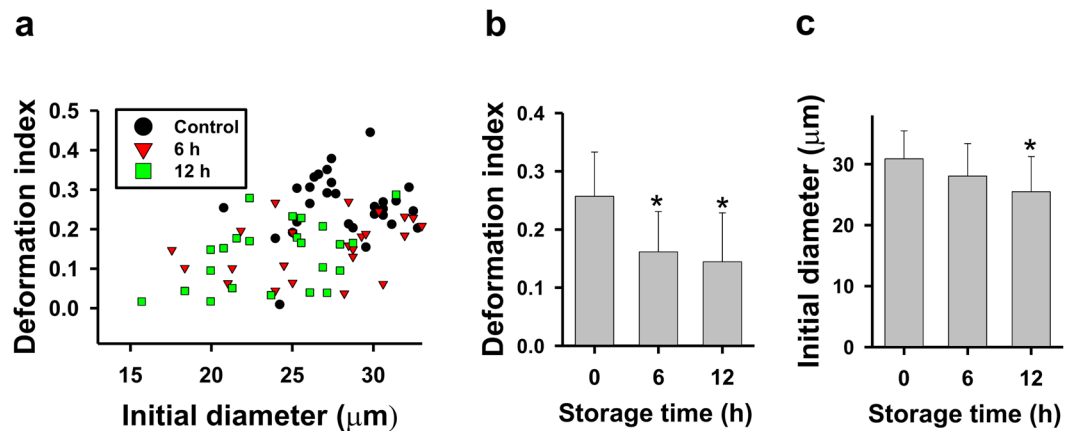 a
Deformation index
0.5
0.4
0.3
0.2
0.1
0.0
Control
6 h
12 h
15 20 25 30
Initial diameter (μm)
b
Deformation index
0.4
0.3
0.2
0.1
0.0
* *
0 6 12
Storage time (h)
c
Initial diameter (μm)
30
20
10
0
*
0 6 12
Storage time (h)